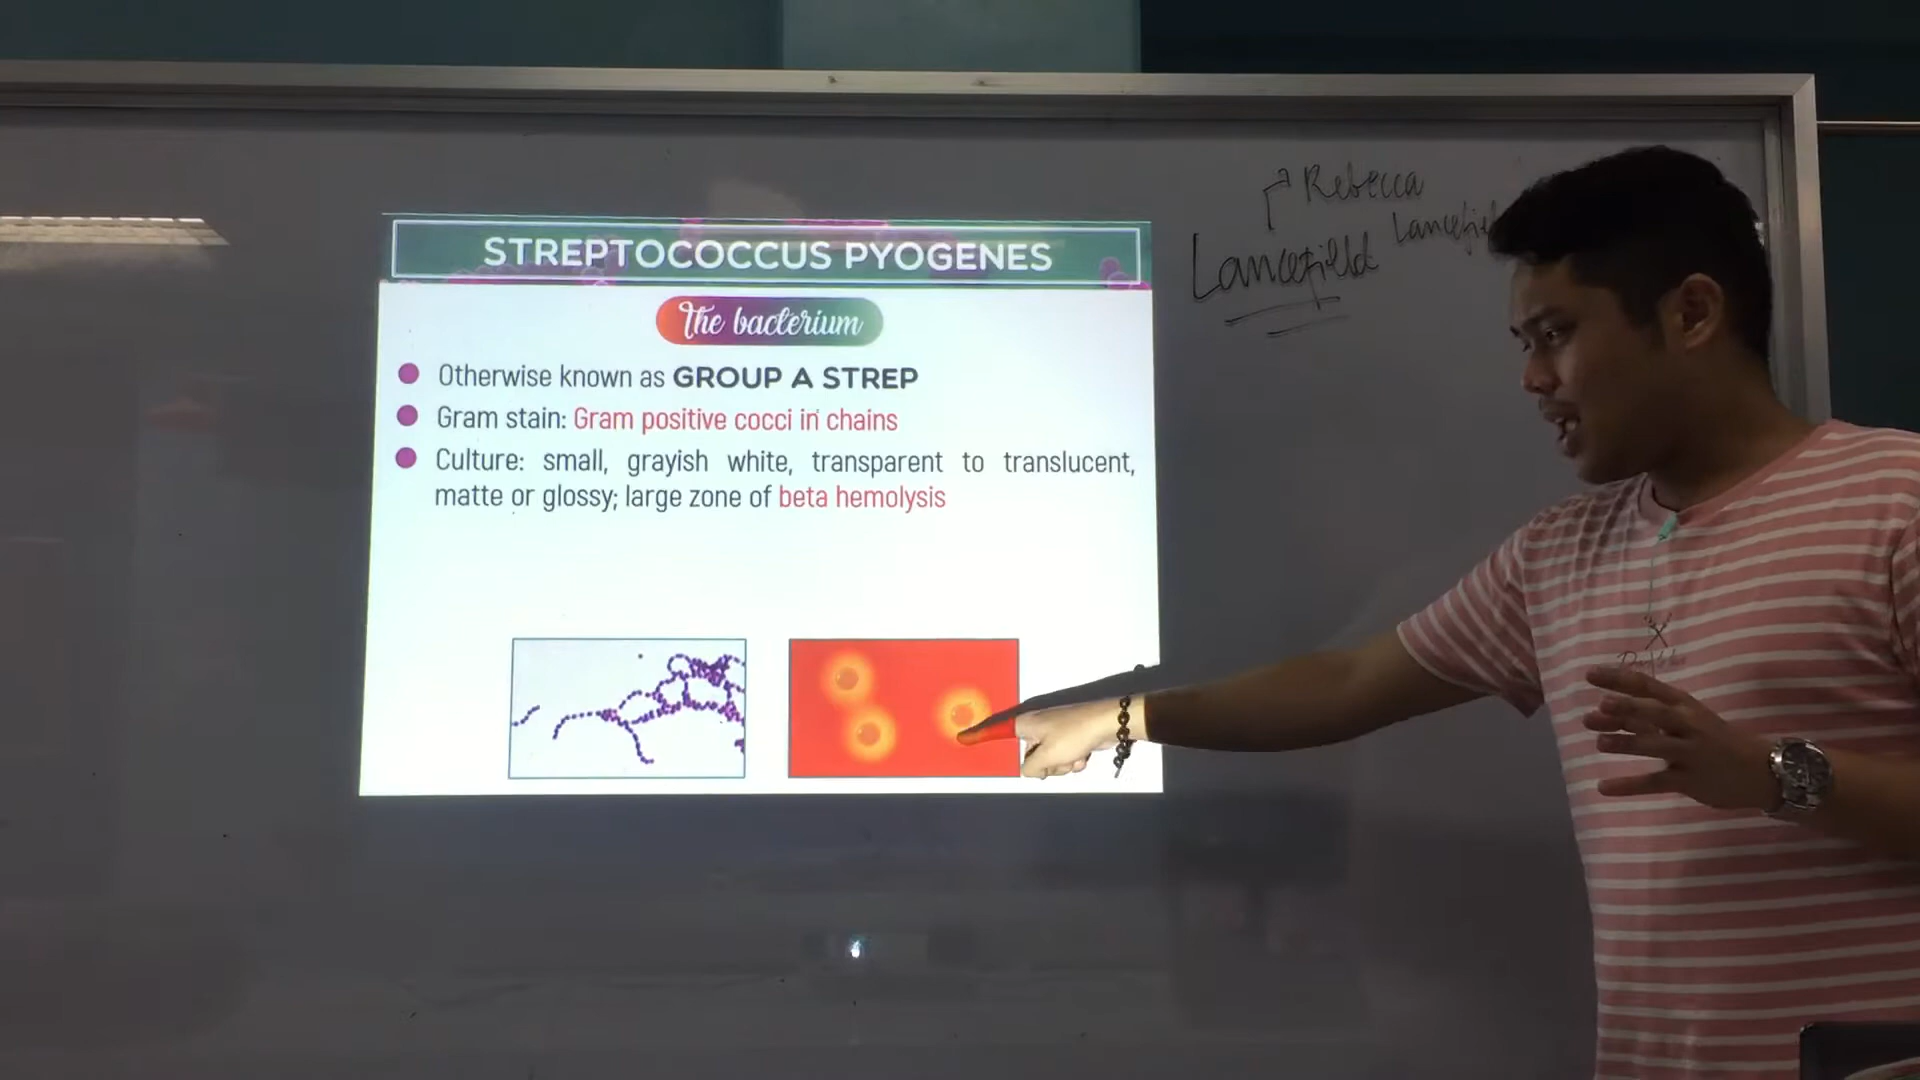 STREPTOCOCCUS PYOGENES
The bacterium
Otherwise known as GROUP A STREP
Gram stain: Gram positive cocci in chains
Culture: small, grayish white, transparent to translucent,
matte or glossy; large zone of beta hemolysis
Rebecca
Lancefield